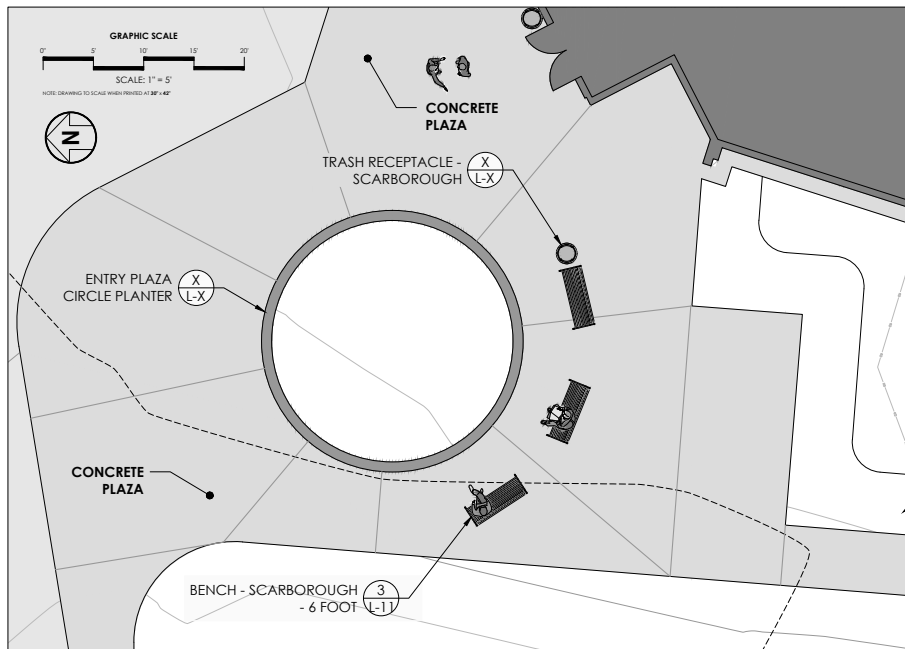 GRAPHIC SCALE
0" 5' 10' 15' 20'
SCALE: 1" = 5'
NOTE: DRAWING TO SCALE WHEN PRINTED AT 30" x 42"
N
CONCRETE
PLAZA
TRASH RECEPTACLE -
SCARBOROUGH
X
L-X
ENTRY PLAZA
CIRCLE PLANTER
X
L-X
CONCRETE
PLAZA
BENCH - SCARBOROUGH
- 6 FOOT
3
L-11